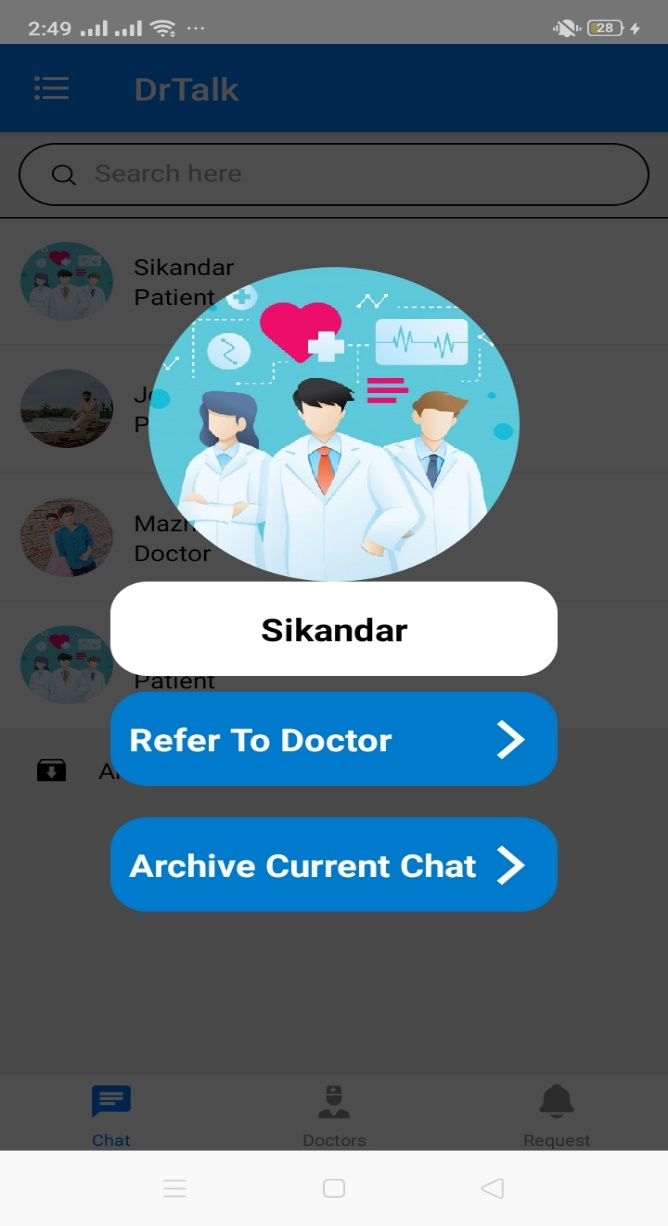 2:49
28
DrTalk
Search here
Sikandar
Patient
Doctor
Patient
Sikandar
Refer To Doctor
Archive Current Chat
Chat
Doctors
Request